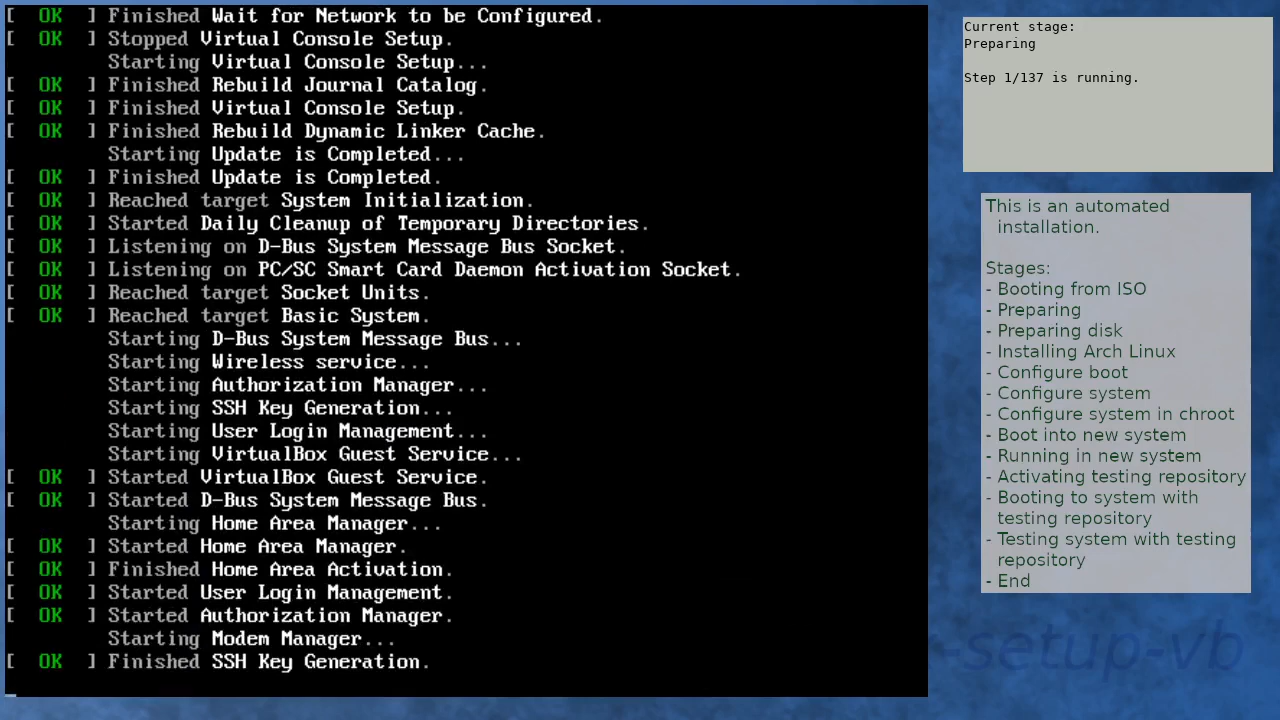 [  OK  ] Finished Wait for Network to be Configured.
[  OK  ] Stopped Virtual Console Setup.
Starting Virtual Console Setup...
[  OK  ] Finished Rebuild Journal Catalog.
[  OK  ] Finished Virtual Console Setup.
[  OK  ] Finished Rebuild Dynamic Linker Cache.
Starting Update is Completed...
[  OK  ] Finished Update is Completed.
[  OK  ] Reached target System Initialization.
[  OK  ] Started Daily Cleanup of Temporary Directories.
[  OK  ] Listening on D-Bus System Message Bus Socket.
[  OK  ] Listening on PC/SC Smart Card Daemon Activation Socket.
[  OK  ] Reached target Socket Units.
[  OK  ] Reached target Basic System.
Starting D-Bus System Message Bus...
Starting Wireless service...
Starting Authorization Manager...
Starting SSH Key Generation...
Starting User Login Management...
Starting VirtualBox Guest Service...
[  OK  ] Started VirtualBox Guest Service.
[  OK  ] Started D-Bus System Message Bus.
Starting Home Area Manager...
[  OK  ] Started Home Area Manager.
[  OK  ] Finished Home Area Activation.
[  OK  ] Started User Login Management.
[  OK  ] Started Authorization Manager.
Starting Modem Manager...
[  OK  ] Finished SSH Key Generation.
Current stage:
Preparing
Step 1/137 is running.
This is an automated
installation.
Stages:
- Booting from ISO
- Preparing
- Preparing disk
- Installing Arch Linux
- Configure boot
- Configure system
- Configure system in chroot
- Boot into new system
- Running in new system
- Activating testing repository
- Booting to system with
testing repository
- Testing system with testing
repository
- End
-setup-vb